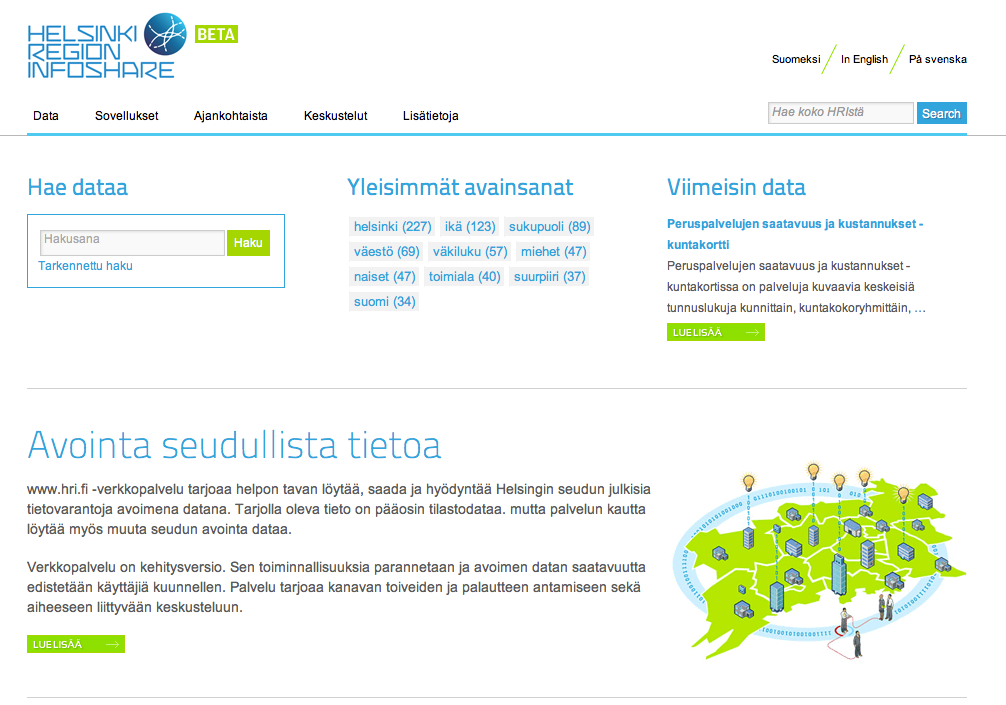 HELSINKI
REGION
INFOSHARE
BETA
Suomeksi
In English
På svenska
Data
Sovellukset
Ajankohtaista
Keskustelut
Lisätietoja
Hae koko HRIstä
Search
Hae dataa
Hakusana
Haku
Tarkennettu haku
Yleisimmät avainsanat
helsinki (227) ikä (123) sukupuoli (89)
väestö (69) väkiluku (57) miehet (47)
naiset (47) toimiala (40) suurpiiri (37)
suomi (34)
Viimeisin data
Peruspalvelujen saatavuus ja kustannukset -
kuntakortti
Peruspalvelujen saatavuus ja kustannukset -
kuntakortissa on palveluja kuvaavia keskeisiä
tunnuslukuja kunnittain, kuntakokoryhmittäin, …
LUE LISÄÄ
Avointa seudullista tietoa
www.hri.fi -verkkopalvelu tarjoaa helpon tavan löytää, saada ja hyödyntää Helsingin seudun julkisia
tietovarantoja avoimena datana. Tarjolla oleva tieto on pääosin tilastodataa. mutta palvelun kautta
löytää myös muuta seudun avointa dataa.
Verkkopalvelu on kehitysversio. Sen toiminnallisuuksia parannetaan ja avoimen datan saatavuutta
edistetään käyttäjiä kuunnellen. Palvelu tarjoaa kanavan toiveiden ja palautteen antamiseen sekä
aiheeseen liittyvään keskusteluun.
LUE LISÄÄ